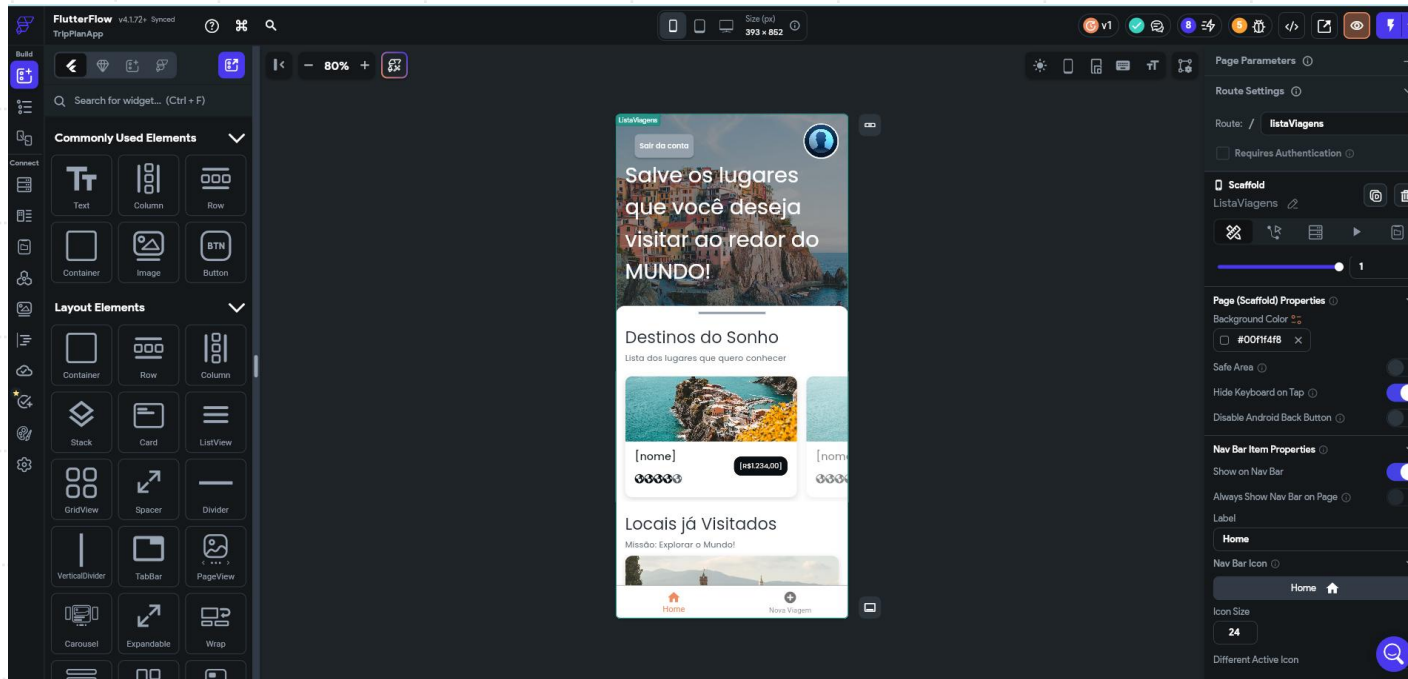 FlutterFlow v4.1.72+ Synced
TripPlanApp
Size (px)
393 × 852
v1
8
5
Build
Connect
80%
Search for widget... (Ctrl + F)
Commonly Used Elements
Text
Column
Row
BTN
Container
Image
Button
Layout Elements
Container
Row
Column
Stack
Card
ListView
GridView
Spacer
Divider
VerticalDivider
TabBar
PageView
Carousel
Expandable
Wrap
ListaViagens
Sair da conta
Salve os lugares
que você deseja
visitar ao redor do
MUNDO!
Destinos do Sonho
Lista dos lugares que quero conhecer
[nome]
[R$1.234,00]
[nom
Locais já Visitados
Missão: Explorar o Mundo!
Home
Nova Viagem
Page Parameters
Route Settings
Route: / listaViagens
Requires Authentication
Scaffold
ListaViagens
1
Page (Scaffold) Properties
Background Color
#00f1f4f8
Safe Area
Hide Keyboard on Tap
Disable Android Back Button
Nav Bar Item Properties
Show on Nav Bar
Always Show Nav Bar on Page
Label
Home
Nav Bar Icon
Home
Icon Size
24
Different Active Icon